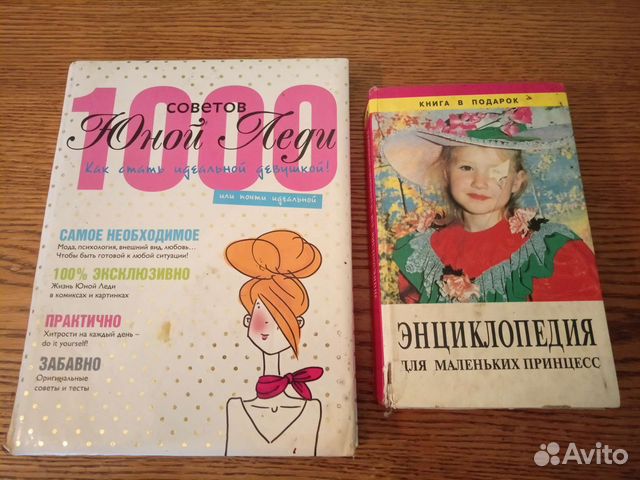 1000
советов
Юной Леди
Как стать идеальной девушкой!
или почти идеальной
САМОЕ НЕОБХОДИМОЕ
Мода, психология, внешний вид, любовь...
Чтобы быть готовой к любой ситуации!
100% ЭКСКЛЮЗИВНО
Жизнь Юной Леди
в комиксах и картинках
ПРАКТИЧНО
Хитрости на каждый день –
do it yourself!
ЗАБАВНО
Оригинальные
советы и тесты
КНИГА В ПОДАРОК
ЭНЦИКЛОПЕДИЯ
ДЛЯ МАЛЕНЬКИХ ПРИНЦЕСС
Avito